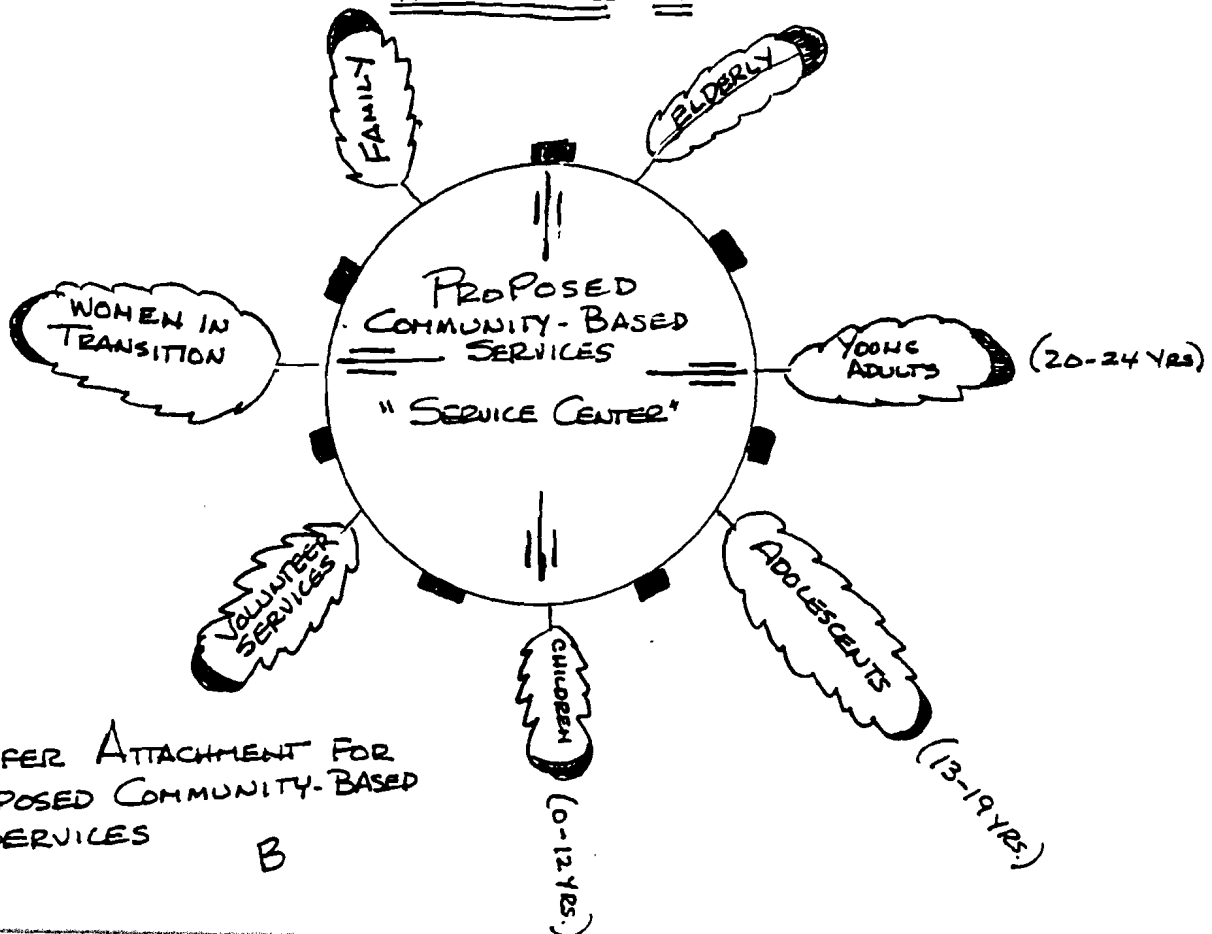 FAMILY
ELDERLY
PROPOSED
COMMUNITY-BASED
SERVICES
"SERVICE CENTER"
WOMEN IN
TRANSITION
YOUNG
ADULTS
(20-24 YRS)
VOLUNTEER
SERVICES
CHILDREN
(0-12 YRS.)
ADOLESCENTS
(13-19 YRS.)
FER ATTACHMENT FOR
POSED COMMUNITY-BASED
SERVICES
B